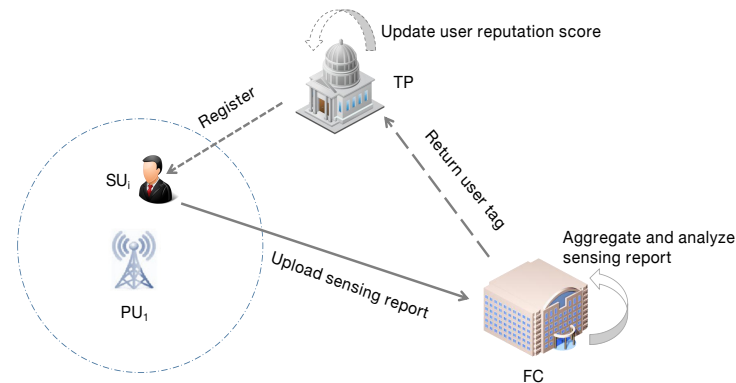 Update user reputation score
TP
Register
SUi
Return user tag
Aggregate and analyze
sensing report
Upload sensing report
PU1
FC